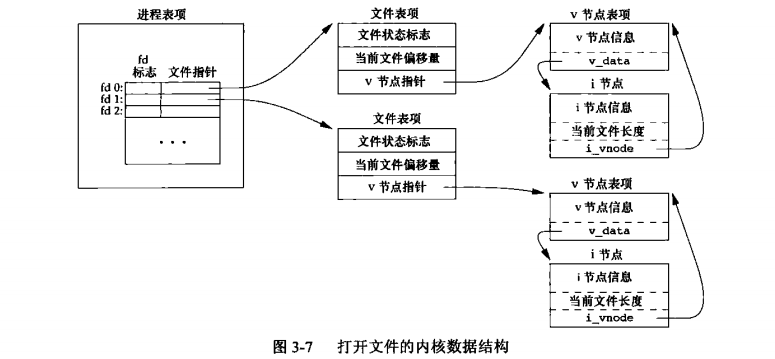 进程表项
fd
标志 文件指针
fd 0:
fd 1:
fd 2:
...
文件表项
文件状态标志
当前文件偏移量
v 节点指针
文件表项
文件状态标志
当前文件偏移量
v 节点指针
v 节点表项
v 节点信息
v_data
i 节点
i 节点信息
当前文件长度
i_vnode
v 节点表项
v 节点信息
v_data
i 节点
i 节点信息
当前文件长度
i_vnode
图 3-7 打开文件的内核数据结构